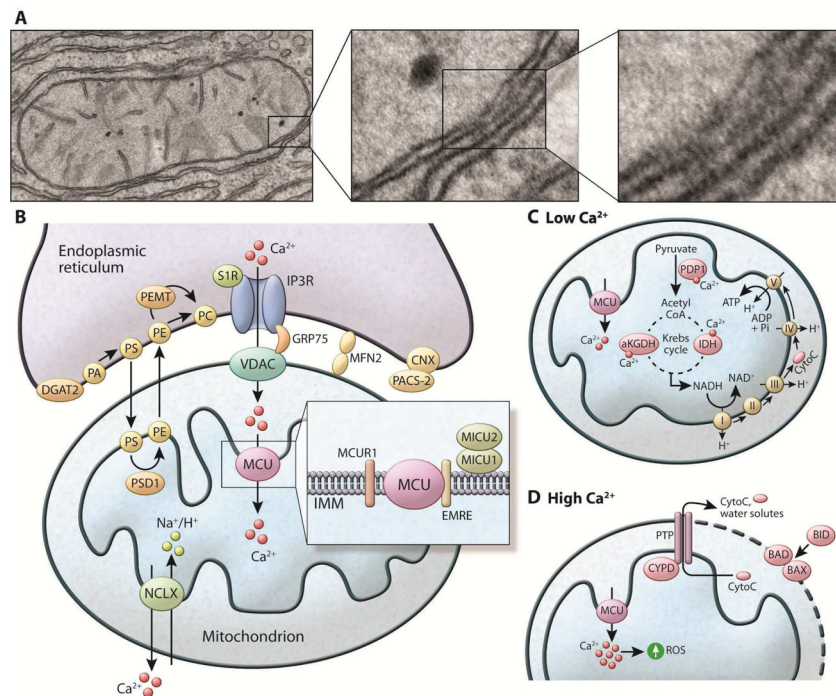 A
B
Endoplasmic
reticulum
Ca²⁺
S1R
IP3R
PEMT
PC
GRP75
PE
PS
PA
DGAT2
VDAC
MFN2
CNX
PACS-2
PS
PE
PSD1
MCU
Na⁺/H⁺
Ca²⁺
NCLX
Mitochondrion
Ca²⁺
MCUR1
MICU2
MICU1
MCU
IMM
EMRE
C Low Ca²⁺
Pyruvate
PDP1
Ca²⁺
MCU
Acetyl
CoA
Ca²⁺
Ca²⁺
aKGDH
Krebs
cycle
IDH
Ca²⁺
NADH
NAD⁺
ATP
H⁺
ADP
+ Pi
V
IV
H⁺
CytoC
III
H⁺
II
I
H⁺
D High Ca²⁺
CytoC,
water solutes
PTP
BID
BAD
BAX
CYPD
CytoC
MCU
Ca²⁺
ROS